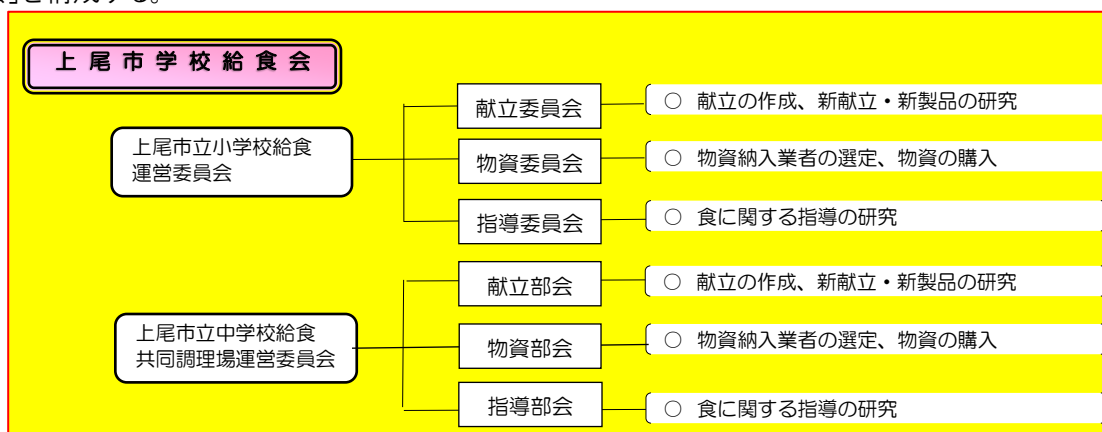 を構成する。
上尾市学校給食会
献立委員会
○ 献立の作成、新献立・新製品の研究
上尾市立小学校給食
運営委員会
物資委員会
○ 物資納入業者の選定、物資の購入
指導委員会
○ 食に関する指導の研究
献立部会
○ 献立の作成、新献立・新製品の研究
上尾市立中学校給食
共同調理場運営委員会
物資部会
○ 物資納入業者の選定、物資の購入
指導部会
○ 食に関する指導の研究